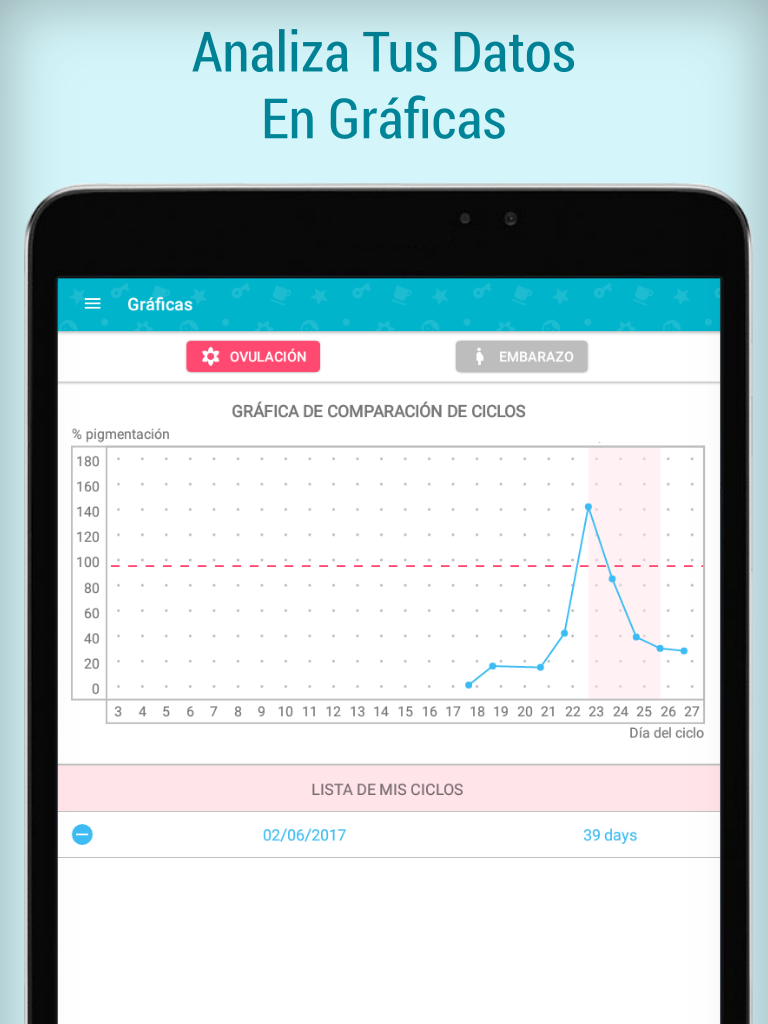 Analiza Tus Datos
En Gráficas
Gráficas
OVULACIÓN EMBARAZO
GRÁFICA DE COMPARACIÓN DE CICLOS
% pigmentación
180
160
140
120
100
80
60
40
20
0
3 4 5 6 7 8 9 10 11 12 13 14 15 16 17 18 19 20 21 22 23 24 25 26 27
Día del ciclo
LISTA DE MIS CICLOS
02/06/2017 39 days